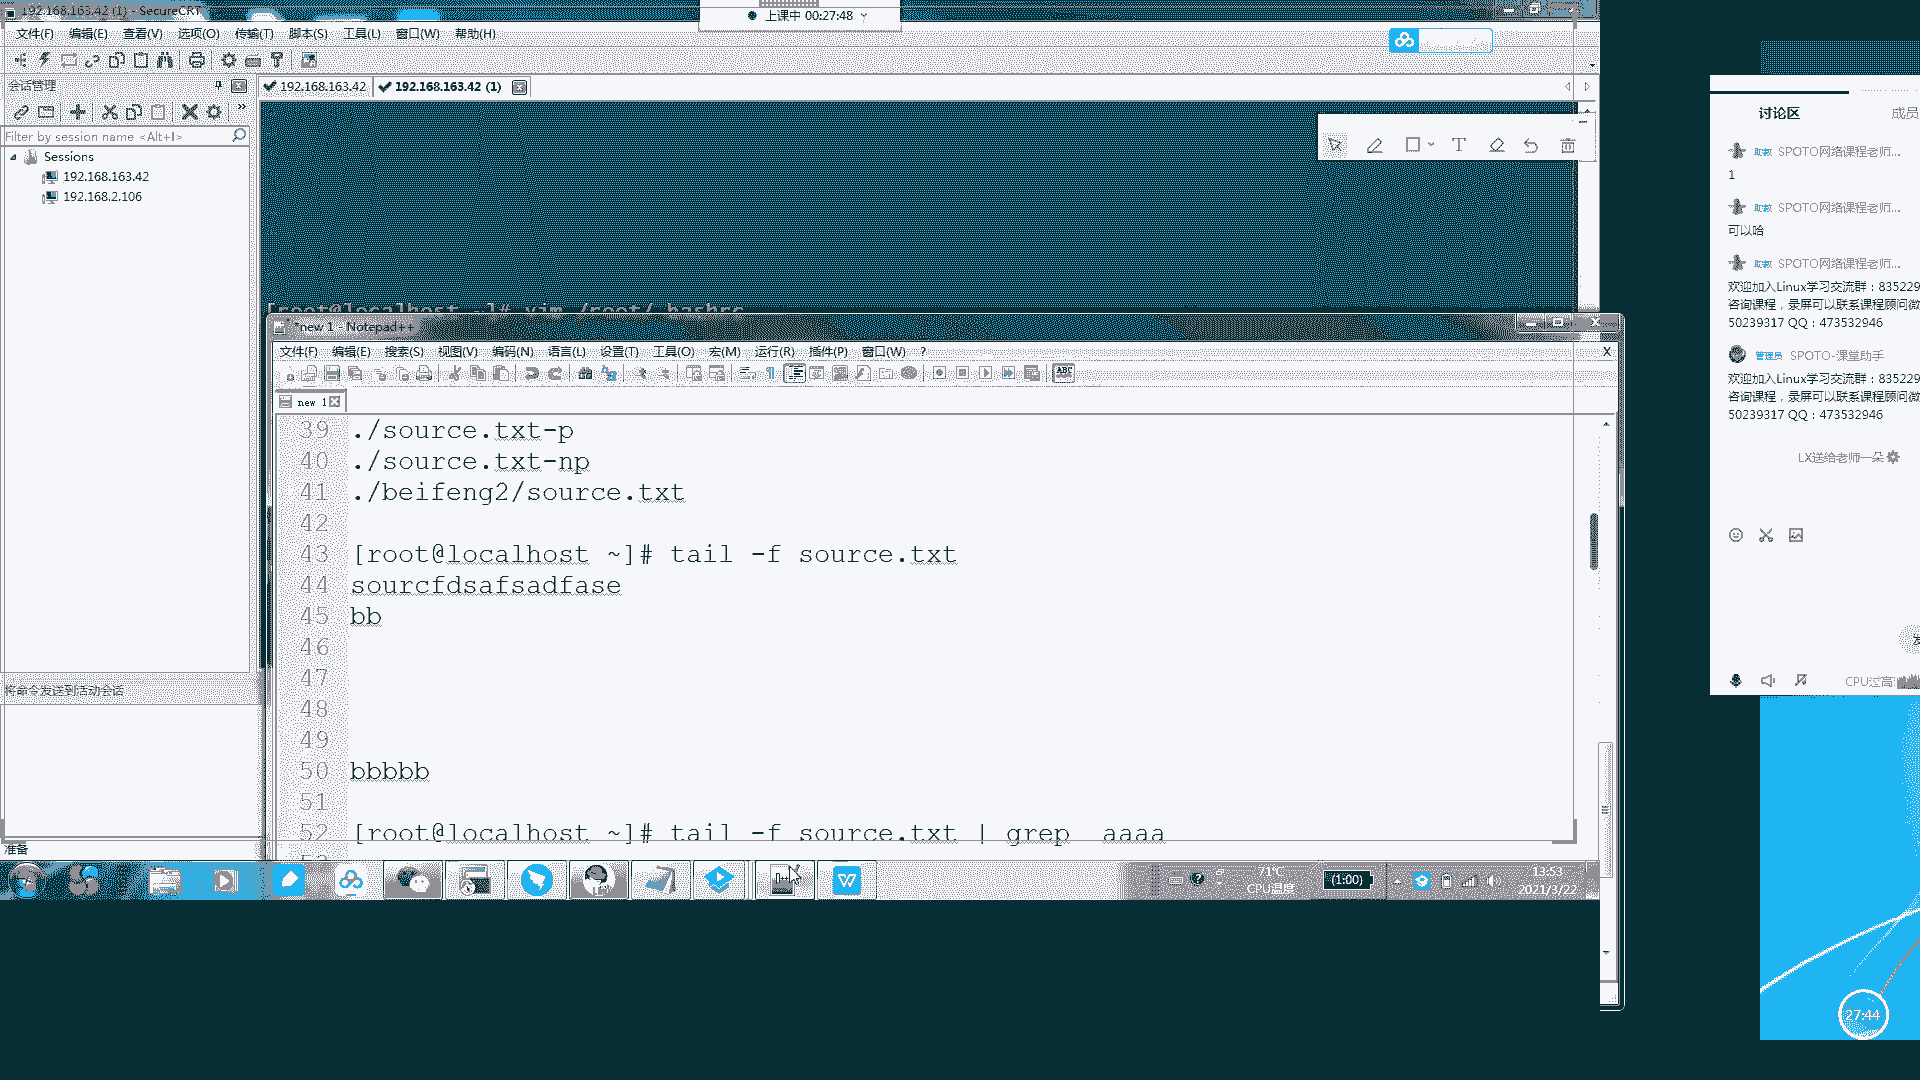 192.168.163.42 (1) - SecureCRT
上课中 00:27:48
文件(F) 编辑(E) 查看(V) 选项(O) 传输(T) 脚本(S) 工具(L) 窗口(W) 帮助(H)
会话管理
192.168.163.42
192.168.163.42 (1)
Filter by session name <Alt+I>
Sessions
192.168.163.42
192.168.2.106
将命令发送到活动会话
准备
[root@localhost ~]# vim /root/.bashrc
*new 1 - Notepad++
文件(F) 编辑(E) 搜索(S) 视图(V) 编码(N) 语言(L) 设置(T) 工具(O) 宏(M) 运行(R) 插件(P) 窗口(W) ?
X
new 1
39 ./source.txt-p
40 ./source.txt-np
41 ./beifeng2/source.txt
42
43 [root@localhost ~]# tail -f source.txt
44 sourcfdsafsadfase
45 bb
46
47
48
49
50 bbbbb
51
52 [root@localhost ~]# tail -f source.txt | grep  aaaa
讨论区 成员
助教 SPOTO网络课程老师...
1
助教 SPOTO网络课程老师...
可以哈
助教 SPOTO网络课程老师...
欢迎加入Linux学习交流群：835229
咨询课程，录屏可以联系课程顾问微
50239317 QQ：473532946
管理员 SPOTO-课堂助手
欢迎加入Linux学习交流群：835229
咨询课程，录屏可以联系课程顾问微
50239317 QQ：473532946
LX送给老师一朵
CPU过高
71℃
CPU温度
(1:00)
13:53
2021/3/22
27:44